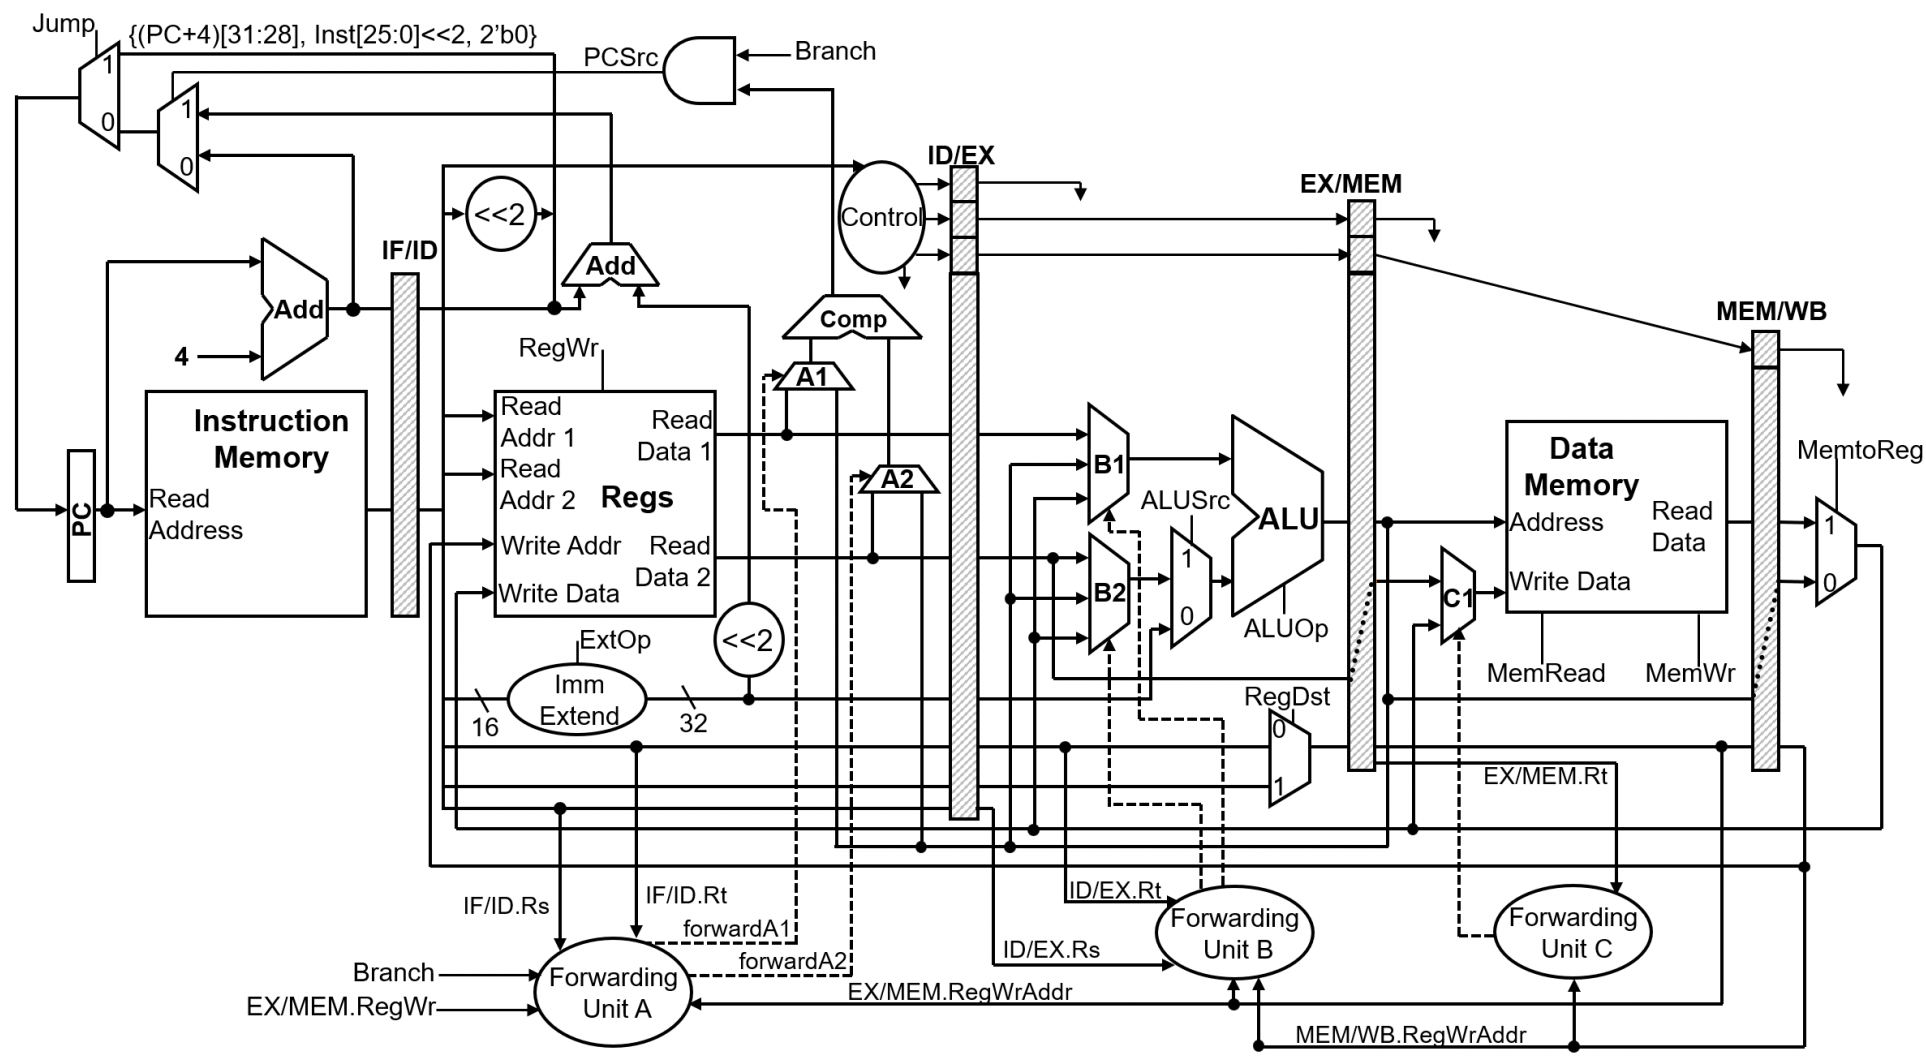 Jump
{(PC+4)[31:28], Inst[25:0]<<2, 2’b0}
1
0
PCSrc
Branch
1
0
ID/EX
EX/MEM
<<2
Control
IF/ID
Add
MEM/WB
Add
4
Comp
RegWr
A1
Instruction
Memory
Read
Address
PC
Read
Addr 1
Read
Addr 2
Regs
Write Addr
Write Data
Read
Data 1
Read
Data 2
A2
B1
ALUSrc
ALU
1
0
B2
ALUOp
Data
Memory
Address
Write Data
Read
Data
C1
MemRead
MemWr
MemtoReg
1
0
ExtOp
<<2
Imm
Extend
16
32
RegDst
0
1
EX/MEM.Rt
IF/ID.Rs
IF/ID.Rt
forwardA1
forwardA2
ID/EX.Rt
ID/EX.Rs
Forwarding
Unit B
Forwarding
Unit C
Branch
EX/MEM.RegWr
Forwarding
Unit A
EX/MEM.RegWrAddr
MEM/WB.RegWrAddr